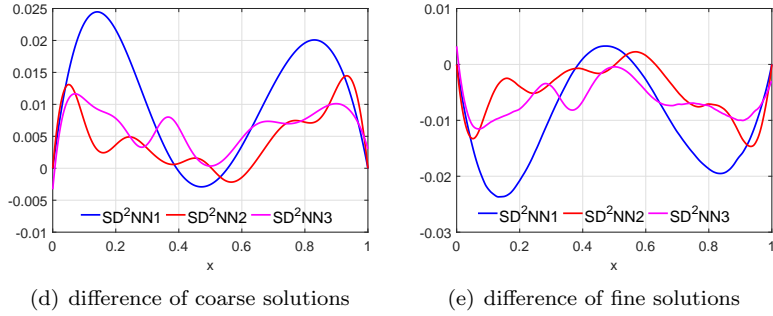 0.025
0.02
0.015
0.01
0.005
0
-0.005
-0.01
0 0.2 0.4 0.6 0.8 1
x
SD²NN1 SD²NN2 SD²NN3
(d) difference of coarse solutions
0.01
0
-0.01
-0.02
-0.03
0 0.2 0.4 0.6 0.8 1
x
SD²NN1 SD²NN2 SD²NN3
(e) difference of fine solutions